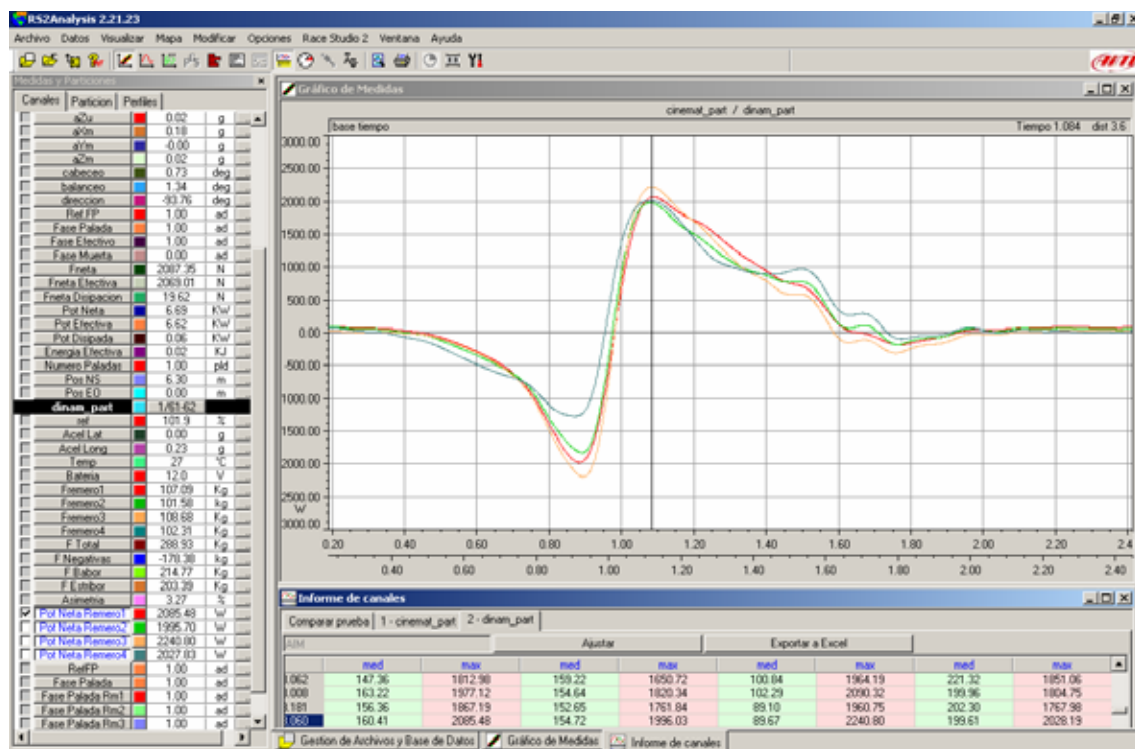 RS2Analysis 2.21.23
Archivo Datos Visualizar Mapa Modificar Opciones Race Studio 2 Ventana Ayuda
Medidas y Particiones
Canales Particion Perfiles
aZu 0.02 g
aXm 0.18 g
aYm -0.00 g
aZm 0.02 g
cabeceo 0.73 deg
balanceo 1.34 deg
direccion -93.76 deg
Ref.FP 1.00 ad
Fase Palada 1.00 ad
Fase Efectivo 1.00 ad
Fase Muerta 0.00 ad
Fneta 2087.35 N
Fneta Efectiva 2069.01 N
Fneta Disipacion 19.62 N
Pot Neta 6.69 KW
Pot Efectiva 6.62 KW
Pot Disipada 0.06 KW
Energia Efectiva 0.02 KJ
Numero Paladas 1.00 pld
Pos NS 6.30 m
Pos EO 0.00 m
dinam_part 1/61-62
ref 101.9 %
Acel Lat 0.00 g
Acel Long 0.23 g
Temp 27 °C
Bateria 12.0 V
Fremero1 107.09 Kg
Fremero2 101.58 kg
Fremero3 108.68 Kg
Fremero4 102.31 Kg
F Total 288.93 Kg
F Negativas -178.38 kg
F Babor 214.77 Kg
F Estribor 203.39 Kg
Asimetria 3.27 %
Pot Neta Remero1 2085.48 W
Pot Neta Remero2 1995.70 W
Pot Neta Remero3 2240.80 W
Pot Neta Remero4 2027.83 W
RefFP 1.00 ad
Fase Palada 1.00 ad
Fase Palada Rm1 1.00 ad
Fase Palada Rm2 1.00 ad
Fase Palada Rm3 1.00 ad
Gráfico de Medidas
cinemat_part / dinam_part
base tiempo Tiempo 1.084 dist 3.6
3000.00
2500.00
2000.00
1500.00
1000.00
500.00
0.00
-500.00
1000.00
1500.00
2000.00
2500.00
W
3000.00
0.20 0.40 0.60 0.80 1.00 1.20 1.40 1.60 1.80 2.00 2.20 2.4
0.40 0.60 0.80 1.00 1.20 1.40 1.60 1.80 2.00 2.20 2.40
Informe de canales
Comparar prueba 1 - cinemat_part 2 - dinam_part
AIM Ajustar Exportar a Excel
med max med max med max med max
.062 147.36 1812.98 159.22 1650.72 100.84 1964.19 221.32 1851.06
.008 163.22 1977.12 154.64 1820.34 102.29 2090.32 199.96 1804.75
.181 156.36 1867.19 152.65 1761.84 89.10 1960.75 202.30 1767.98
.060 160.41 2085.48 154.72 1996.03 89.67 2240.80 199.61 2028.19
Gestion de Archivos y Base de Datos Gráfico de Medidas Informe de canales